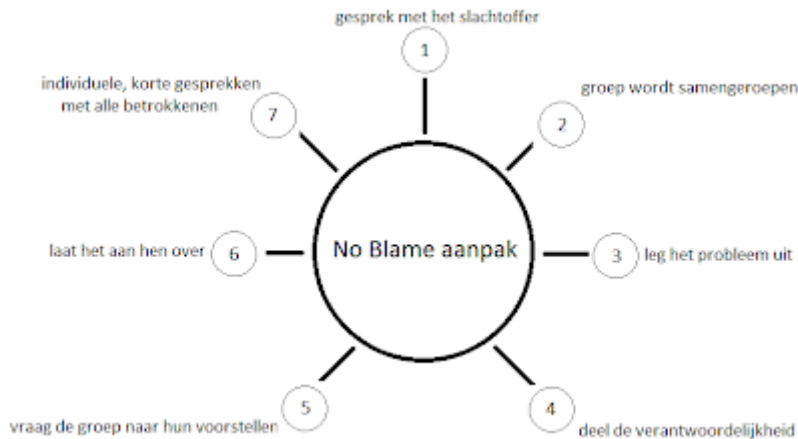 gesprek met het slachtoffer
1
groep wordt samengeroepen
2
3
leg het probleem uit
4
deel de verantwoordelijkheid
5
vraag de groep naar hun voorstellen
6
laat het aan hen over
7
individuele, korte gesprekken
met alle betrokkenen
No Blame aanpak